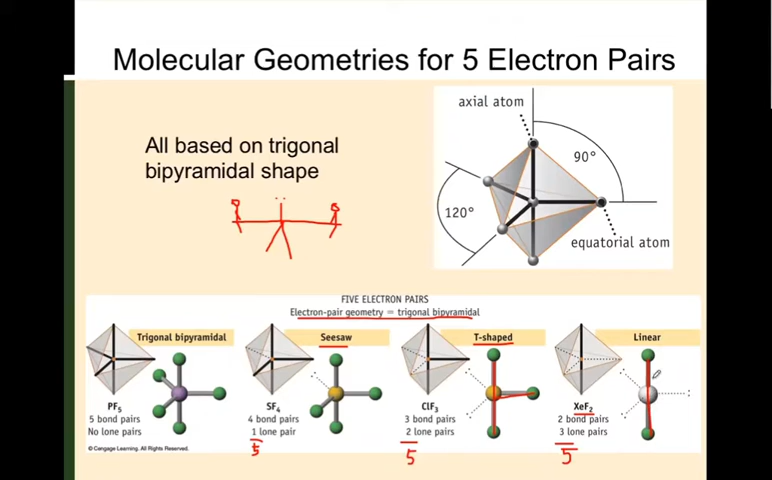 Molecular Geometries for 5 Electron Pairs
All based on trigonal
bipyramidal shape
axial atom
90°
120°
equatorial atom
FIVE ELECTRON PAIRS
Electron-pair geometry = trigonal bipyramidal
Trigonal bipyramidal
Seesaw
T-shaped
Linear
PF5
5 bond pairs
No lone pairs
SF4
4 bond pairs
1 lone pair
5
ClF3
3 bond pairs
2 lone pairs
5
XeF2
2 bond pairs
3 lone pairs
5
© Cengage Learning. All Rights Reserved.